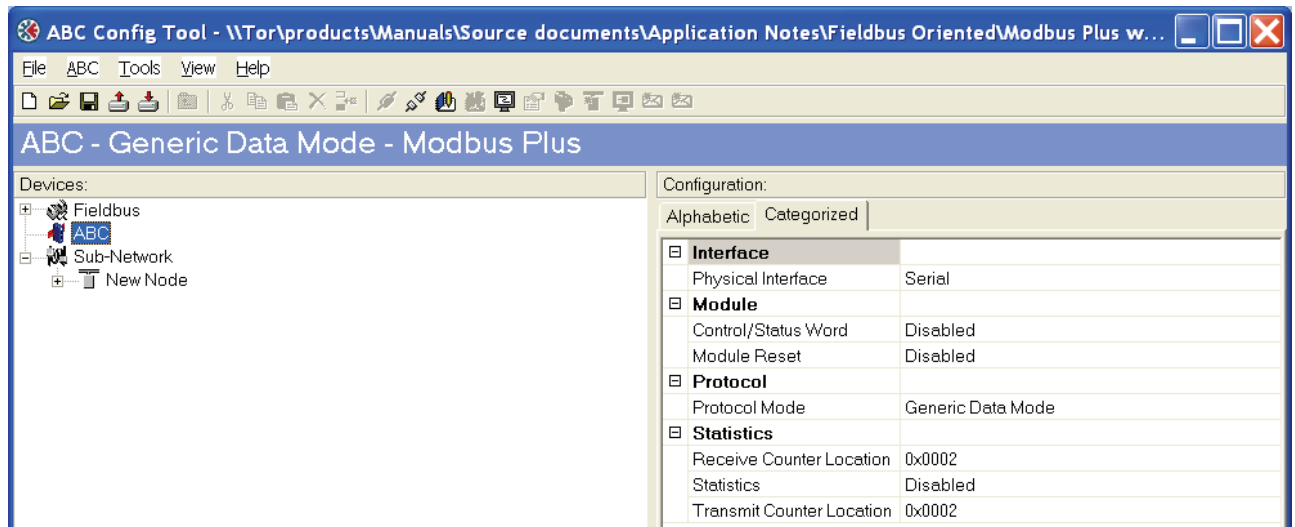 ABC Config Tool - \\Tor\products\Manuals\Source documents\Application Notes\Fieldbus Oriented\Modbus Plus w...
File ABC Tools View Help
ABC - Generic Data Mode - Modbus Plus
Devices:
Fieldbus
ABC
Sub-Network
New Node
Configuration:
Alphabetic Categorized
Interface
Physical Interface Serial
Module
Control/Status Word Disabled
Module Reset Disabled
Protocol
Protocol Mode Generic Data Mode
Statistics
Receive Counter Location 0x0002
Statistics Disabled
Transmit Counter Location 0x0002